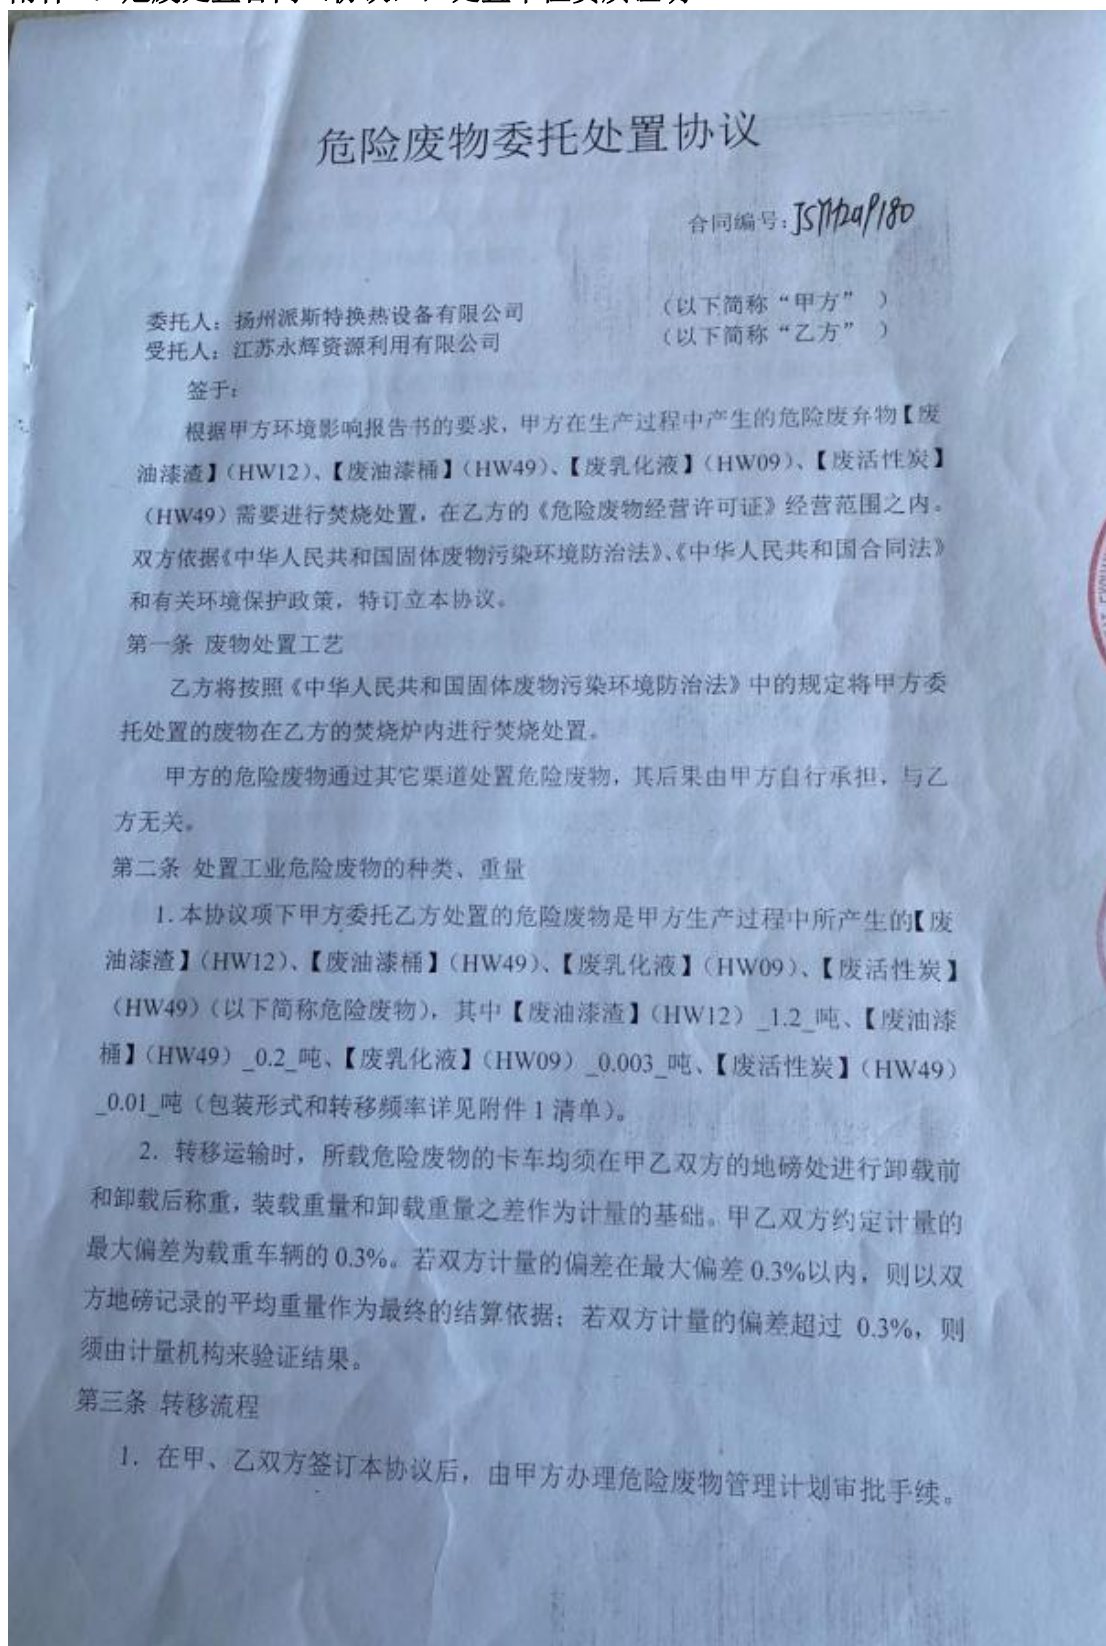 危险废物委托处置协议
合同编号:
委托人：扬州派斯特换热设备有限公司 （以下简称“甲方” ）
受托人：江苏永辉资源利用有限公司 （以下简称“乙方” ）
签于：
根据甲方环境影响报告书的要求，甲方在生产过程中产生的危险废弃物【废
油漆渣】（HW12）、【废油漆桶】（HW49）、【废乳化液】（HW09）、【废活性炭】
（HW49）需要进行焚烧处置，在乙方的《危险废物经营许可证》经营范围之内。
双方依据《中华人民共和国固体废物污染环境防治法》、《中华人民共和国合同法》
和有关环境保护政策，特订立本协议。
第一条 废物处置工艺
乙方将按照《中华人民共和国固体废物污染环境防治法》中的规定将甲方委
托处置的废物在乙方的焚烧炉内进行焚烧处置。
甲方的危险废物通过其它渠道处置危险废物，其后果由甲方自行承担，与乙
方无关。
第二条 处置工业危险废物的种类、重量
1.本协议项下甲方委托乙方处置的危险废物是甲方生产过程中所产生的【废
油漆渣】（HW12）、【废油漆桶】（HW49）、【废乳化液】（HW09）、【废活性炭】
（HW49）（以下简称危险废物），其中【废油漆渣】（HW12）_1.2_吨、【废油漆
桶】（HW49）_0.2_吨、【废乳化液】（HW09）_0.003_吨、【废活性炭】（HW49）
_0.01_吨（包装形式和转移频率详见附件1清单）。
2. 转移运输时，所载危险废物的卡车均须在甲乙双方的地磅处进行卸载前
和卸载后称重，装载重量和卸载重量之差作为计量的基础。甲乙双方约定计量的
最大偏差为载重车辆的0.3%。若双方计量的偏差在最大偏差0.3%以内，则以双
方地磅记录的平均重量作为最终的结算依据；若双方计量的偏差超过 0.3%，则
须由计量机构来验证结果。
第三条 转移流程
1. 在甲、乙双方签订本协议后，由甲方办理危险废物管理计划审批手续。